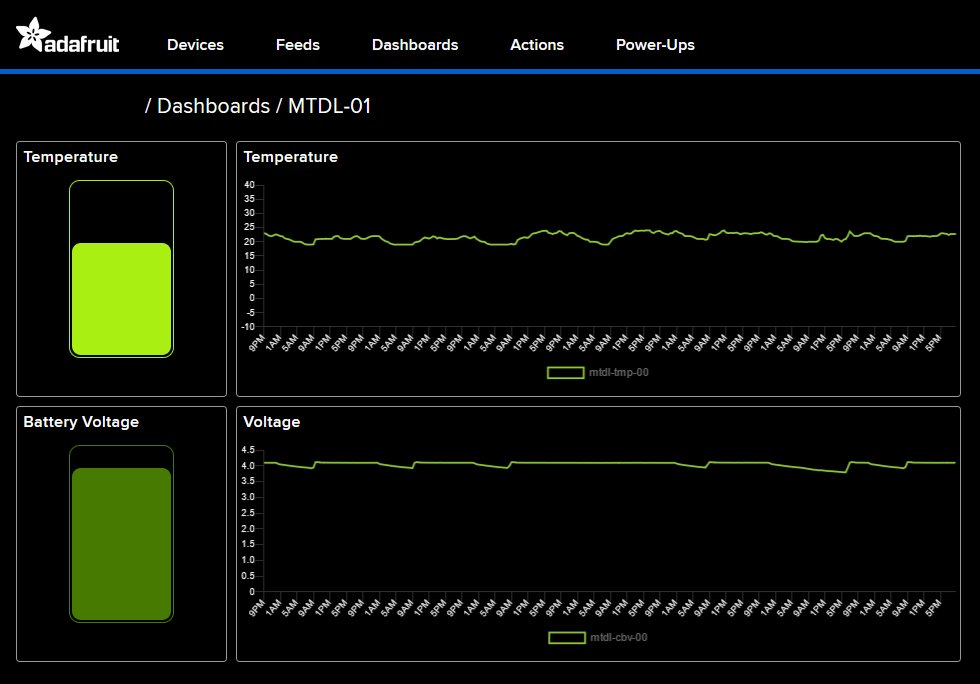 adafruit
Devices Feeds Dashboards Actions Power-Ups
/ Dashboards / MTDL-01
Temperature
Temperature
40
35
30
25
20
15
10
5
0
-5
-10
9PM 1AM 5AM 9AM 1PM 5PM 9PM 1AM 5AM 9AM 1PM 5PM 9PM 1AM 5AM 9AM 1PM 5PM 9PM 1AM 5AM 9AM 1PM 5PM 9PM 1AM 5AM 9AM 1PM 5PM 9PM 1AM 5AM 9AM 1PM 5PM 9PM 1AM 5AM 9AM 1PM 5PM
mtdl-tmp-00
Battery Voltage
Voltage
4.5
4.0
3.5
3.0
2.5
2.0
1.5
1.0
0.5
0
9PM 1AM 5AM 9AM 1PM 5PM 9PM 1AM 5AM 9AM 1PM 5PM 9PM 1AM 5AM 9AM 1PM 5PM 9PM 1AM 5AM 9AM 1PM 5PM 9PM 1AM 5AM 9AM 1PM 5PM 9PM 1AM 5AM 9AM 1PM 5PM 9PM 1AM 5AM 9AM 1PM 5PM
mtdl-cbv-00